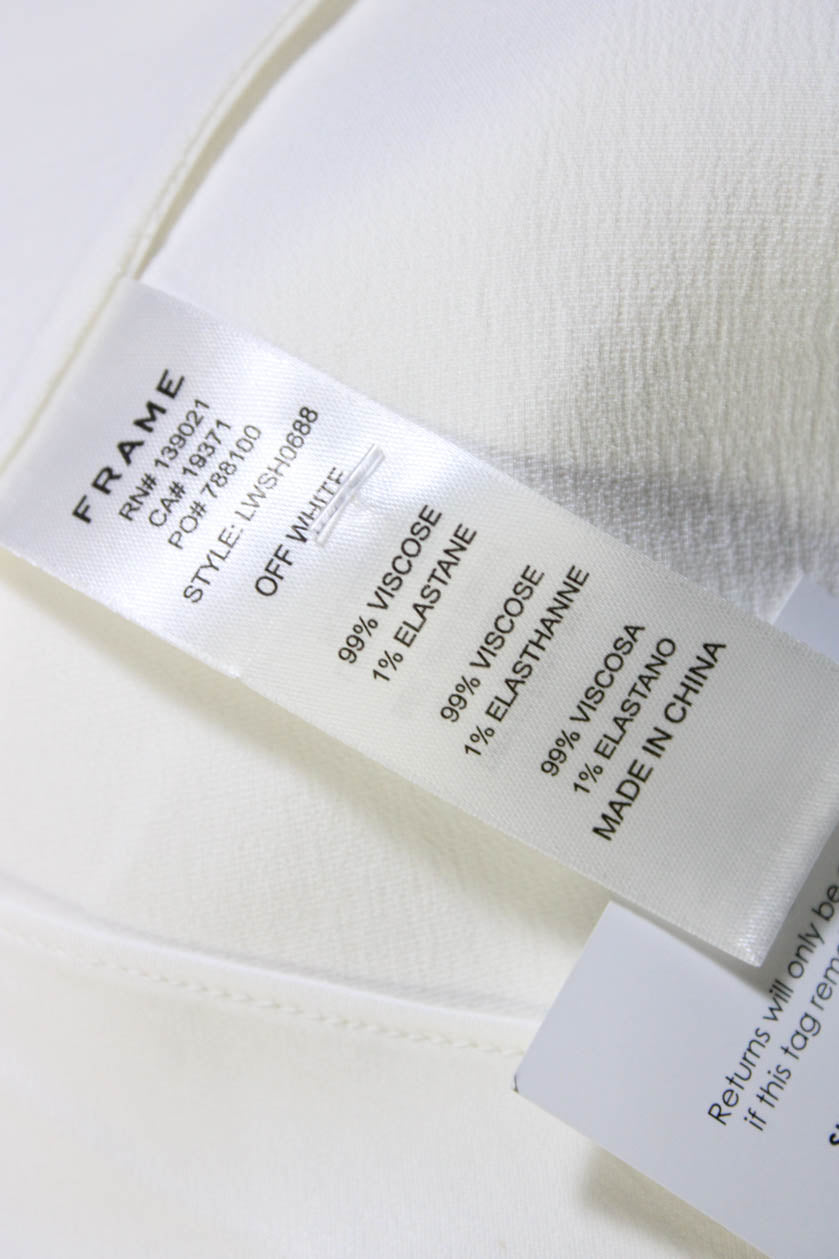 FRAME
RN# 139021
CA# 19371
PO# 788100
STYLE: LWSH0688
OFF WHITE
99% VISCOSE
1% ELASTANE
99% VISCOSE
1% ELASTHANNE
99% VISCOSA
1% ELASTANO
MADE IN CHINA
Returns will only be
if this tag